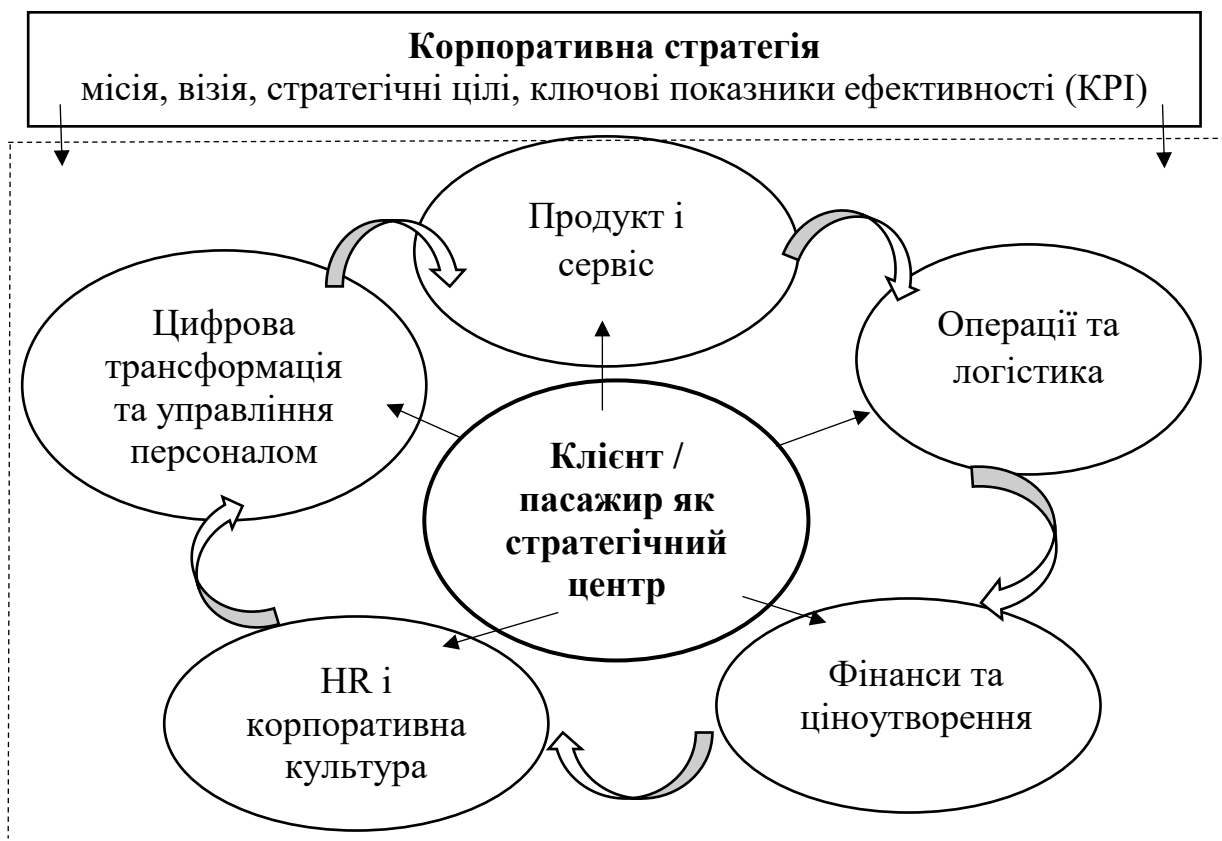 Корпоративна стратегія
місія, візія, стратегічні цілі, ключові показники ефективності (KPI)
Продукт і
сервіс
Цифрова
трансформація
та управління
персоналом
Операції та
логістика
Клієнт /
пасажир як
стратегічний
центр
HR і
корпоративна
культура
Фінанси та
ціноутворення